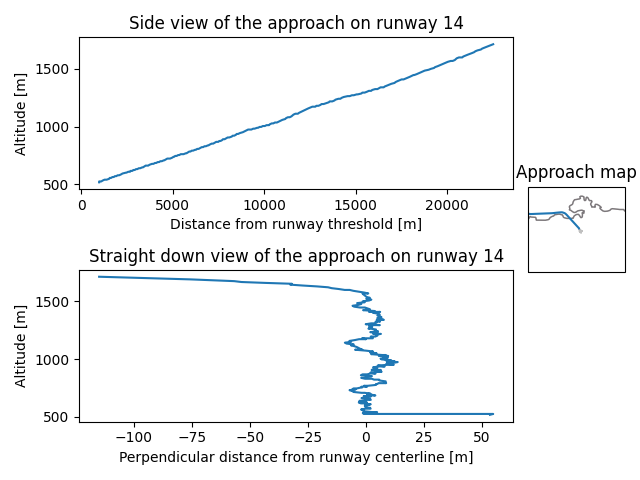 Side view of the approach on runway 14
Altitude [m]
1500
1000
500
0 5000 10000 15000 20000
Distance from runway threshold [m]
Approach map
Straight down view of the approach on runway 14
Altitude [m]
1500
1000
500
−100 −75 −50 −25 0 25 50
Perpendicular distance from runway centerline [m]